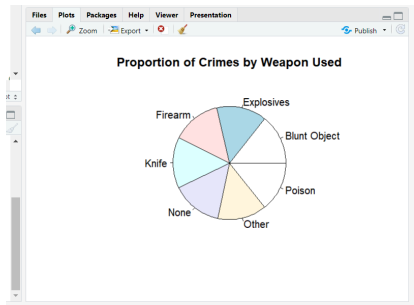 Files Plots Packages Help Viewer Presentation
Zoom Export Publish
Proportion of Crimes by Weapon Used
Explosives
Firearm
Blunt Object
Knife
Poison
None
Other